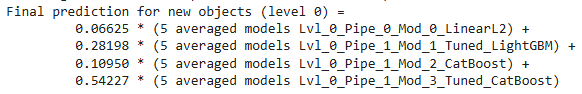 Final prediction for new objects (level 0) =
0.06625 * (5 averaged models Lvl_0_Pipe_0_Mod_0_LinearL2) +
0.28198 * (5 averaged models Lvl_0_Pipe_1_Mod_1_Tuned_LightGBM) +
0.10950 * (5 averaged models Lvl_0_Pipe_1_Mod_2_CatBoost) +
0.54227 * (5 averaged models Lvl_0_Pipe_1_Mod_3_Tuned_CatBoost)